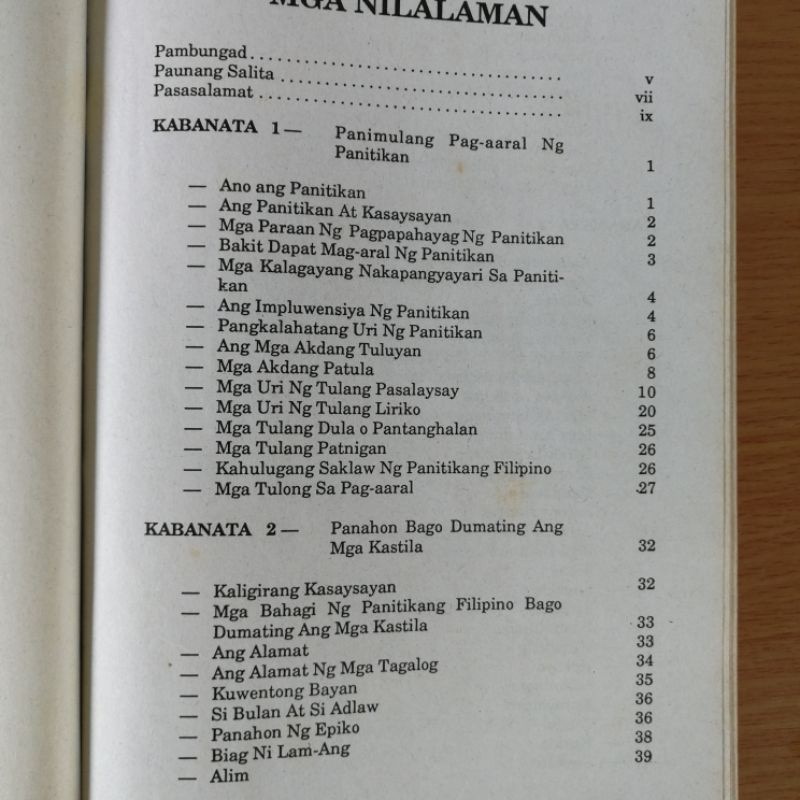 MGA NILALAMAN
Pambungad.................................. v
Paunang Salita .............................. vii
Pasasalamat ................................ ix
KABANATA 1 — Panimulang Pag-aaral Ng
Panitikan 1
— Ano ang Panitikan 1
— Ang Panitikan At Kasaysayan 2
— Mga Paraan Ng Pagpapahayag Ng Panitikan 2
— Bakit Dapat Mag-aral Ng Panitikan 3
— Mga Kalagayang Nakapangyayari Sa Paniti-
kan 4
— Ang Impluwensiya Ng Panitikan 4
— Pangkalahatang Uri Ng Panitikan 6
— Ang Mga Akdang Tuluyan 6
— Mga Akdang Patula 8
— Mga Uri Ng Tulang Pasalaysay 10
— Mga Uri Ng Tulang Liriko 20
— Mga Tulang Dula o Pantanghalan 25
— Mga Tulang Patnigan 26
— Kahulugang Saklaw Ng Panitikang Filipino 26
— Mga Tulong Sa Pag-aaral 27
KABANATA 2 — Panahon Bago Dumating Ang
Mga Kastila 32
— Kaligirang Kasaysayan 32
— Mga Bahagi Ng Panitikang Filipino Bago
Dumating Ang Mga Kastila 33
— Ang Alamat 33
— Ang Alamat Ng Mga Tagalog 34
— Kuwentong Bayan 35
— Si Bulan At Si Adlaw 36
— Panahon Ng Epiko 36
— Biag Ni Lam-Ang 38
— Alim 39